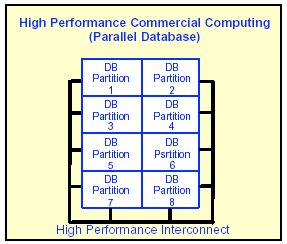 High Performance Commercial Computing
(Parallel Database)
DB DB
Partition Partition
1 2
DB DB
Partition Partition
3 4
DB DB
Partition Psrtition
5 6
DB DB
Partition Partition
7 8
High Performance Interconnect